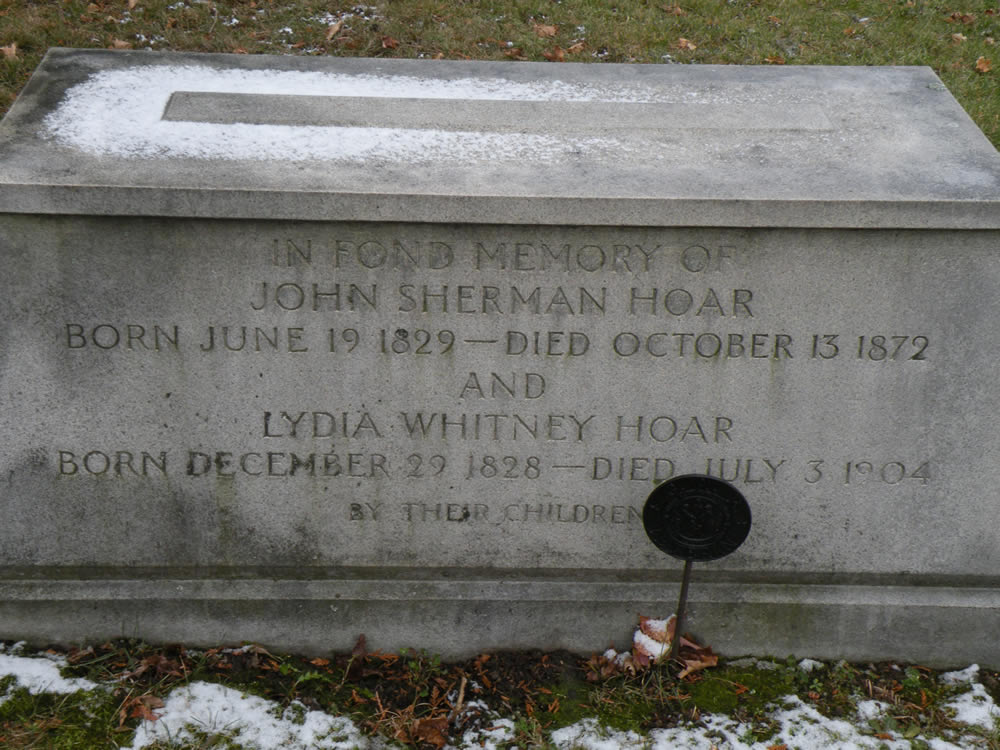 IN FOND MEMORY OF
JOHN SHERMAN HOAR
BORN JUNE 19 1829 — DIED OCTOBER 13 1872
AND
LYDIA WHITNEY HOAR
BORN DECEMBER 29 1828 — DIED JULY 3 1904
BY THEIR CHILDREN